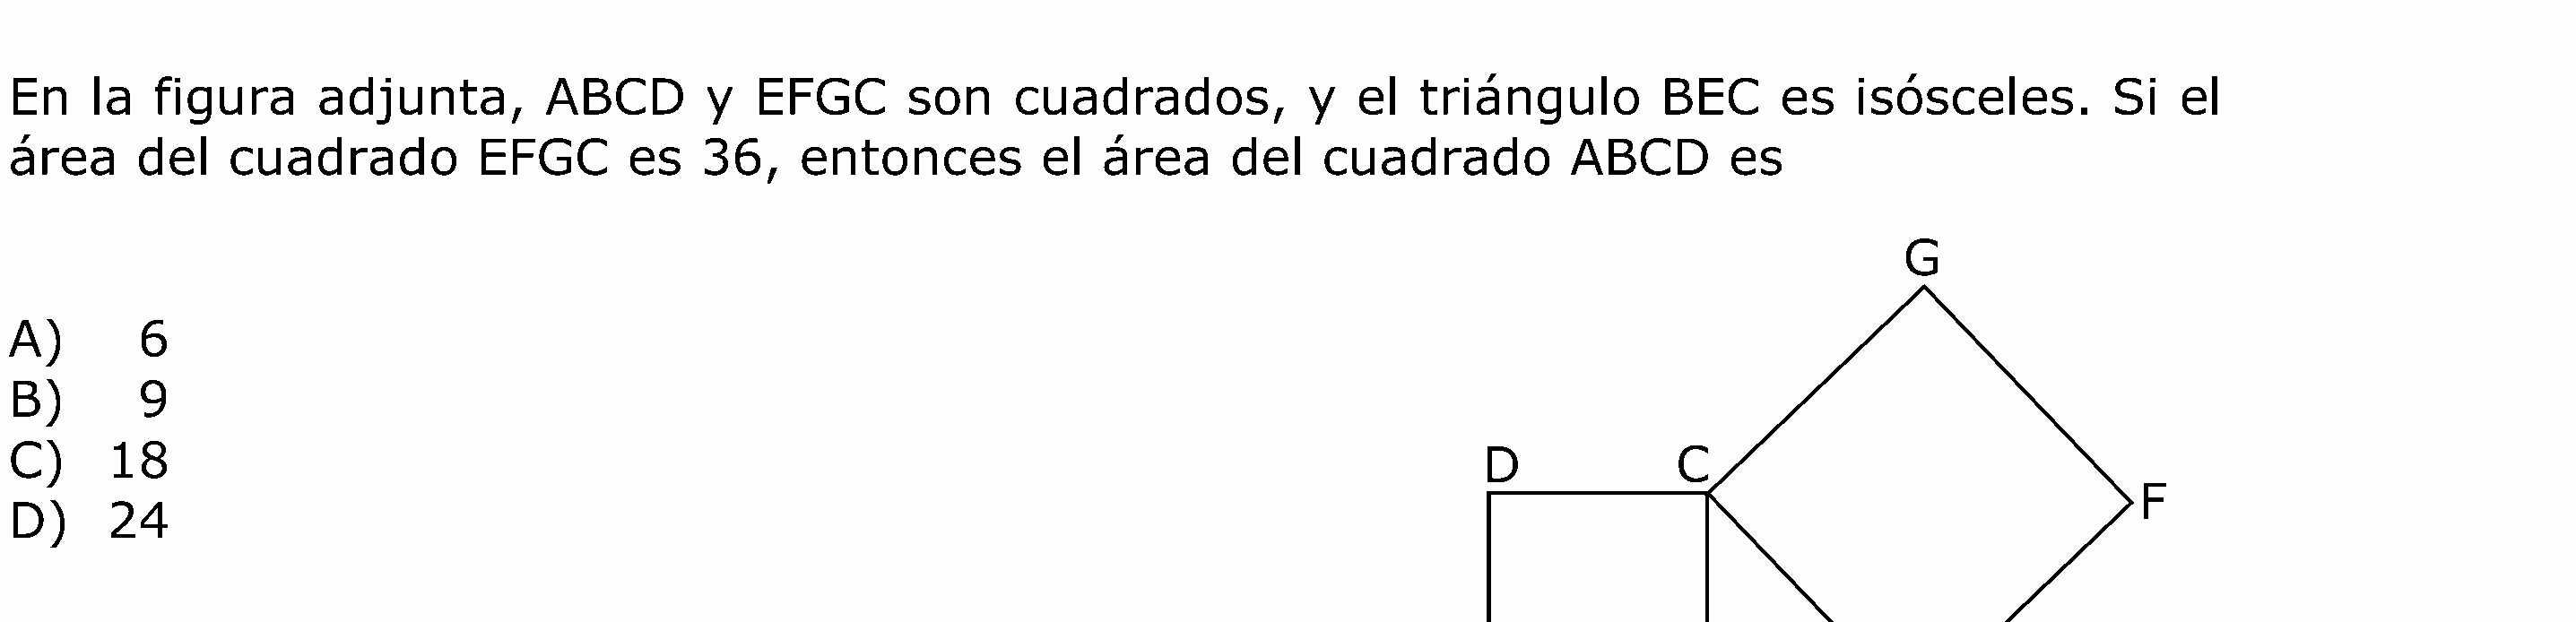 En la figura adjunta, ABCD y EFGC son cuadrados, y el triángulo BEC es isósceles. Si el
área del cuadrado EFGC es 36, entonces el área del cuadrado ABCD es
G
A) 6
B) 9
C) 18
D C
D) 24
F